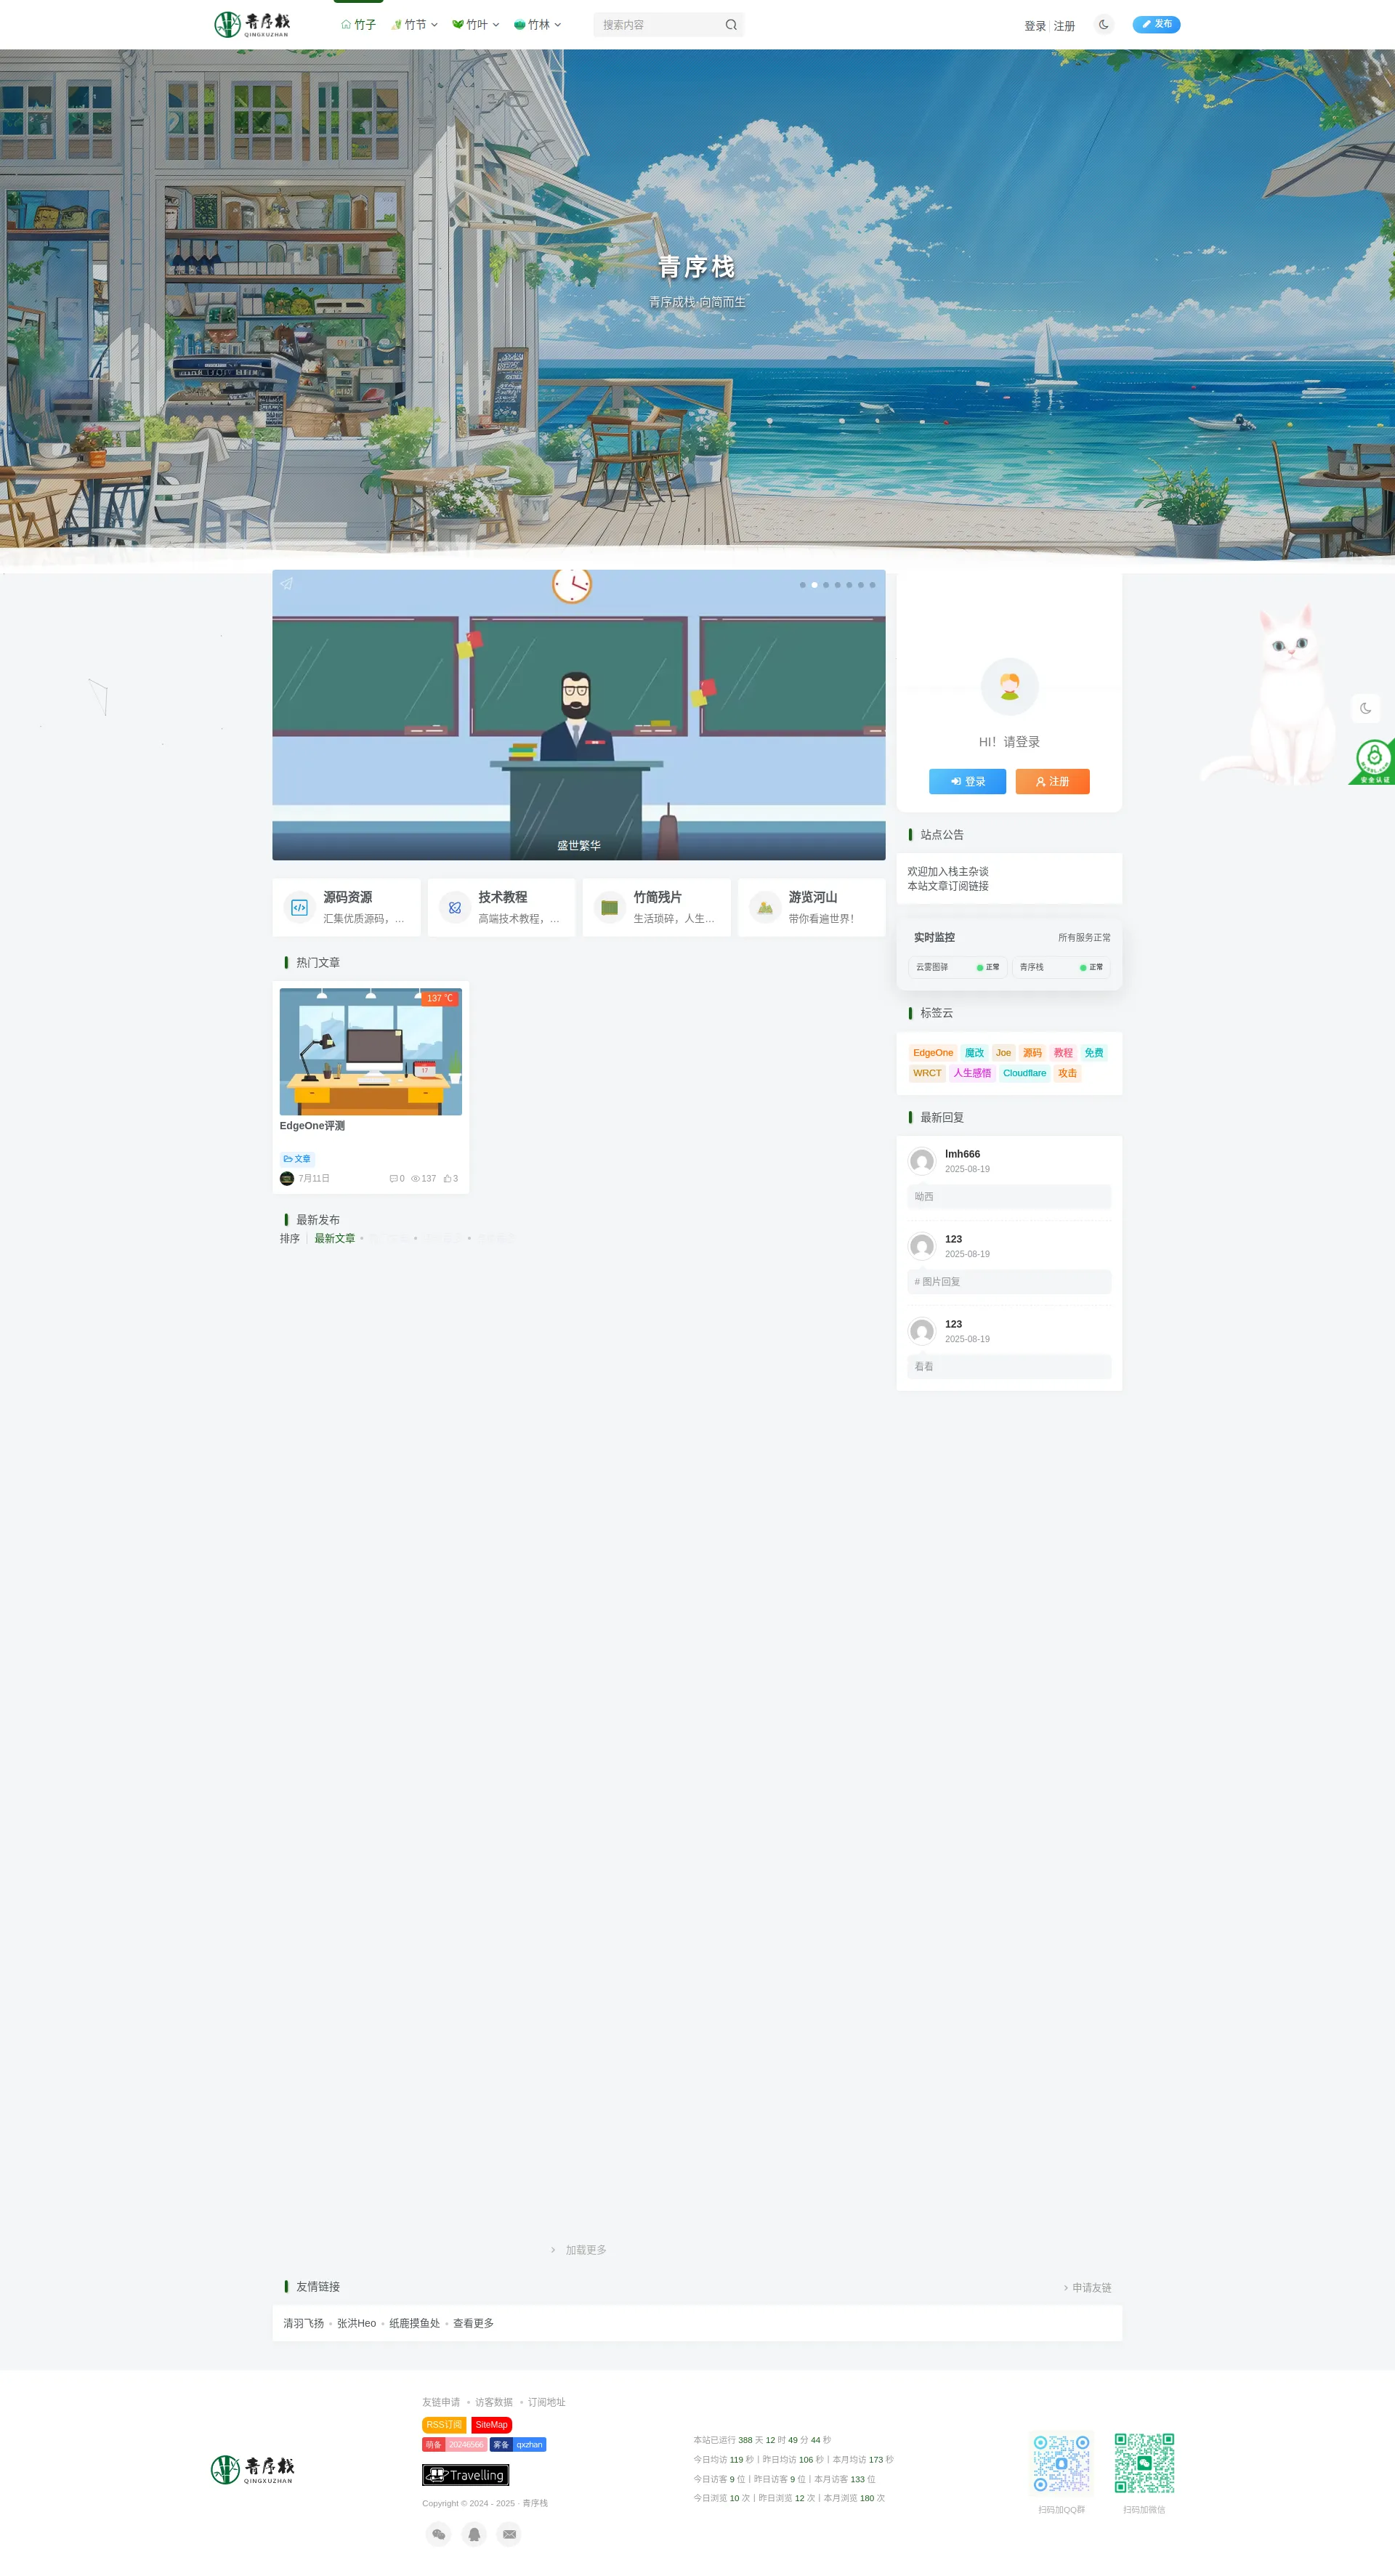 青序栈
QINGXUZHAN
竹子 竹节 竹叶 竹林
搜索内容
登录 注册
发布
青序栈
青序成栈·向简而生
盛世繁华
HI！请登录
登录 注册
安全认证
站点公告
欢迎加入栈主杂谈
本站文章订阅链接
源码资源
汇集优质源码，…
技术教程
高端技术教程，…
生活琐碎，人生…
竹简残片
游览河山
带你看遍世界！
实时监控 所有服务正常
云雾图驿 正常 青序栈 正常
热门文章
137 ℃
EdgeOne评测
文章
7月11日 0 137 3
标签云
EdgeOne 魔改 Joe 源码 教程 免费
WRCT 人生感悟 Cloudflare 攻击
最新回复
lmh666
2025-08-19
呦西
123
2025-08-19
# 图片回复
123
2025-08-19
看看
最新发布
排序 最新文章
加载更多
友情链接 申请友链
清羽飞扬 张洪Heo 纸鹿摸鱼处 查看更多
青序栈
QINGXUZHAN
友链申请 访客数据 订阅地址
RSS订阅 SiteMap
萌备 20246566 雾备 qxzhan
Travelling
Copyright © 2024 - 2025 · 青序栈
本站已运行 388 天 12 时 49 分 44 秒
今日均访 119 秒丨昨日均访 106 秒丨本月均访 173 秒
今日访客 9 位丨昨日访客 9 位丨本月访客 133 位
今日浏览 10 次丨昨日浏览 12 次丨本月浏览 180 次
扫码加QQ群 扫码加微信